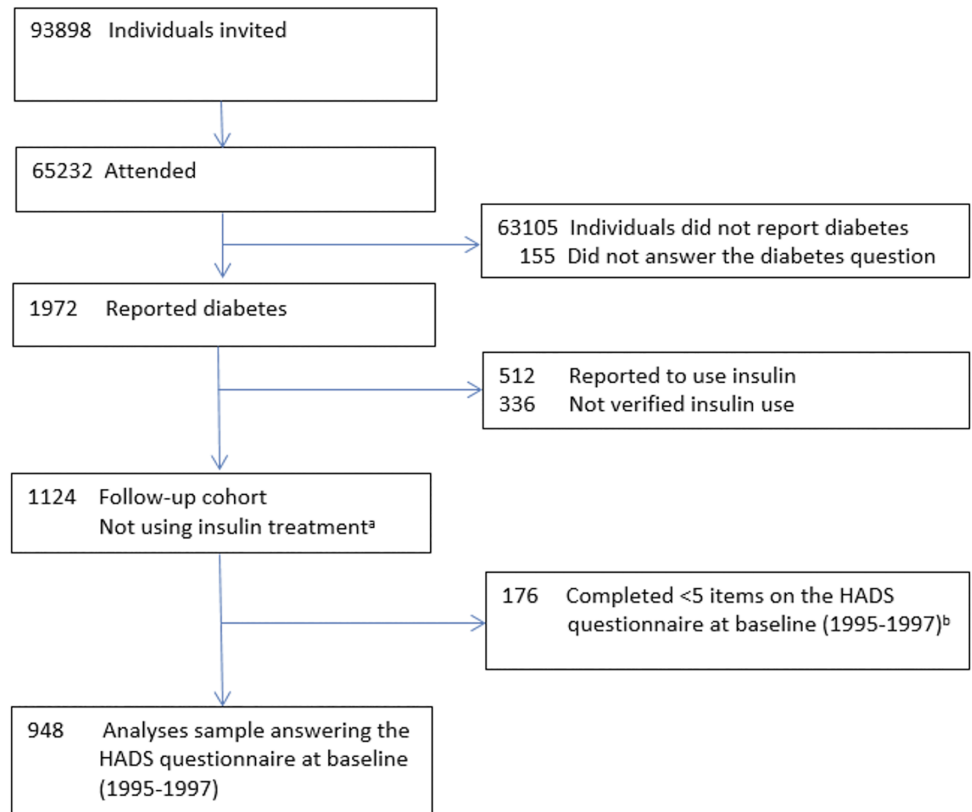 93898 Individuals invited
65232 Attended
63105 Individuals did not report diabetes
155 Did not answer the diabetes question
1972 Reported diabetes
512 Reported to use insulin
336 Not verified insulin use
1124 Follow-up cohort
Not using insulin treatmentᵃ
176 Completed <5 items on the HADS
questionnaire at baseline (1995-1997)ᵇ
948 Analyses sample answering the
HADS questionnaire at baseline
(1995-1997)